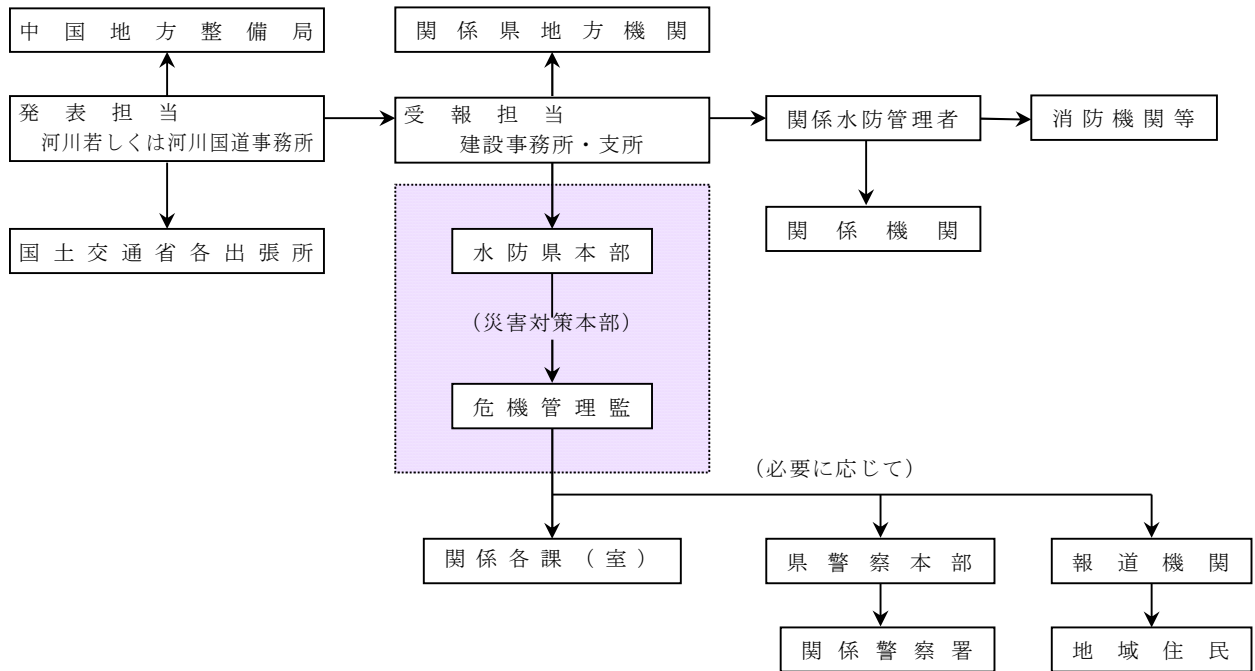 中国地方整備局
関係県地方機関
発表担当
河川若しくは河川国道事務所
受報担当
建設事務所・支所
関係水防管理者
消防機関等
国土交通省各出張所
水防県本部
関係機関
（災害対策本部）
危機管理監
（必要に応じて）
関係各課（室）
県警察本部
報道機関
関係警察署
地域住民